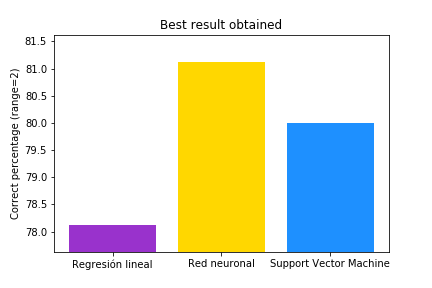 Best result obtained
Correct percentage (range=2)
81.5
81.0
80.5
80.0
79.5
79.0
78.5
78.0
Regresión lineal
Red neuronal
Support Vector Machine